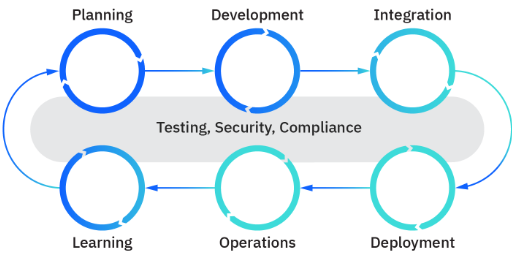 Planning
Development
Integration
Testing, Security, Compliance
Learning
Operations
Deployment